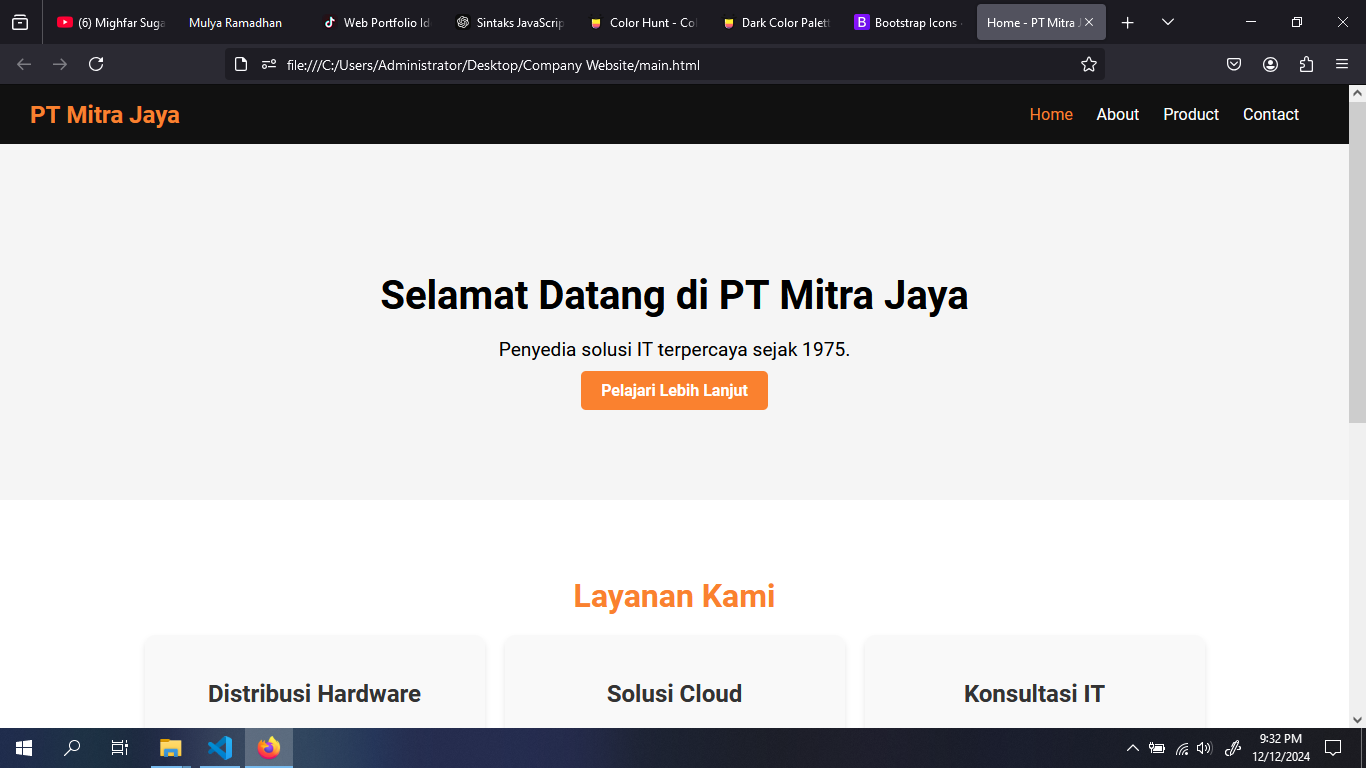 (6) Mighfar Suga
Mulya Ramadhan
Web Portfolio Id
Sintaks JavaScrip
Color Hunt - Col
Dark Color Palett
Bootstrap Icons
Home - PT Mitra J
file:///C:/Users/Administrator/Desktop/Company Website/main.html
PT Mitra Jaya
Home
About
Product
Contact
Selamat Datang di PT Mitra Jaya
Penyedia solusi IT terpercaya sejak 1975.
Pelajari Lebih Lanjut
Layanan Kami
Distribusi Hardware
Solusi Cloud
Konsultasi IT
9:32 PM
12/12/2024